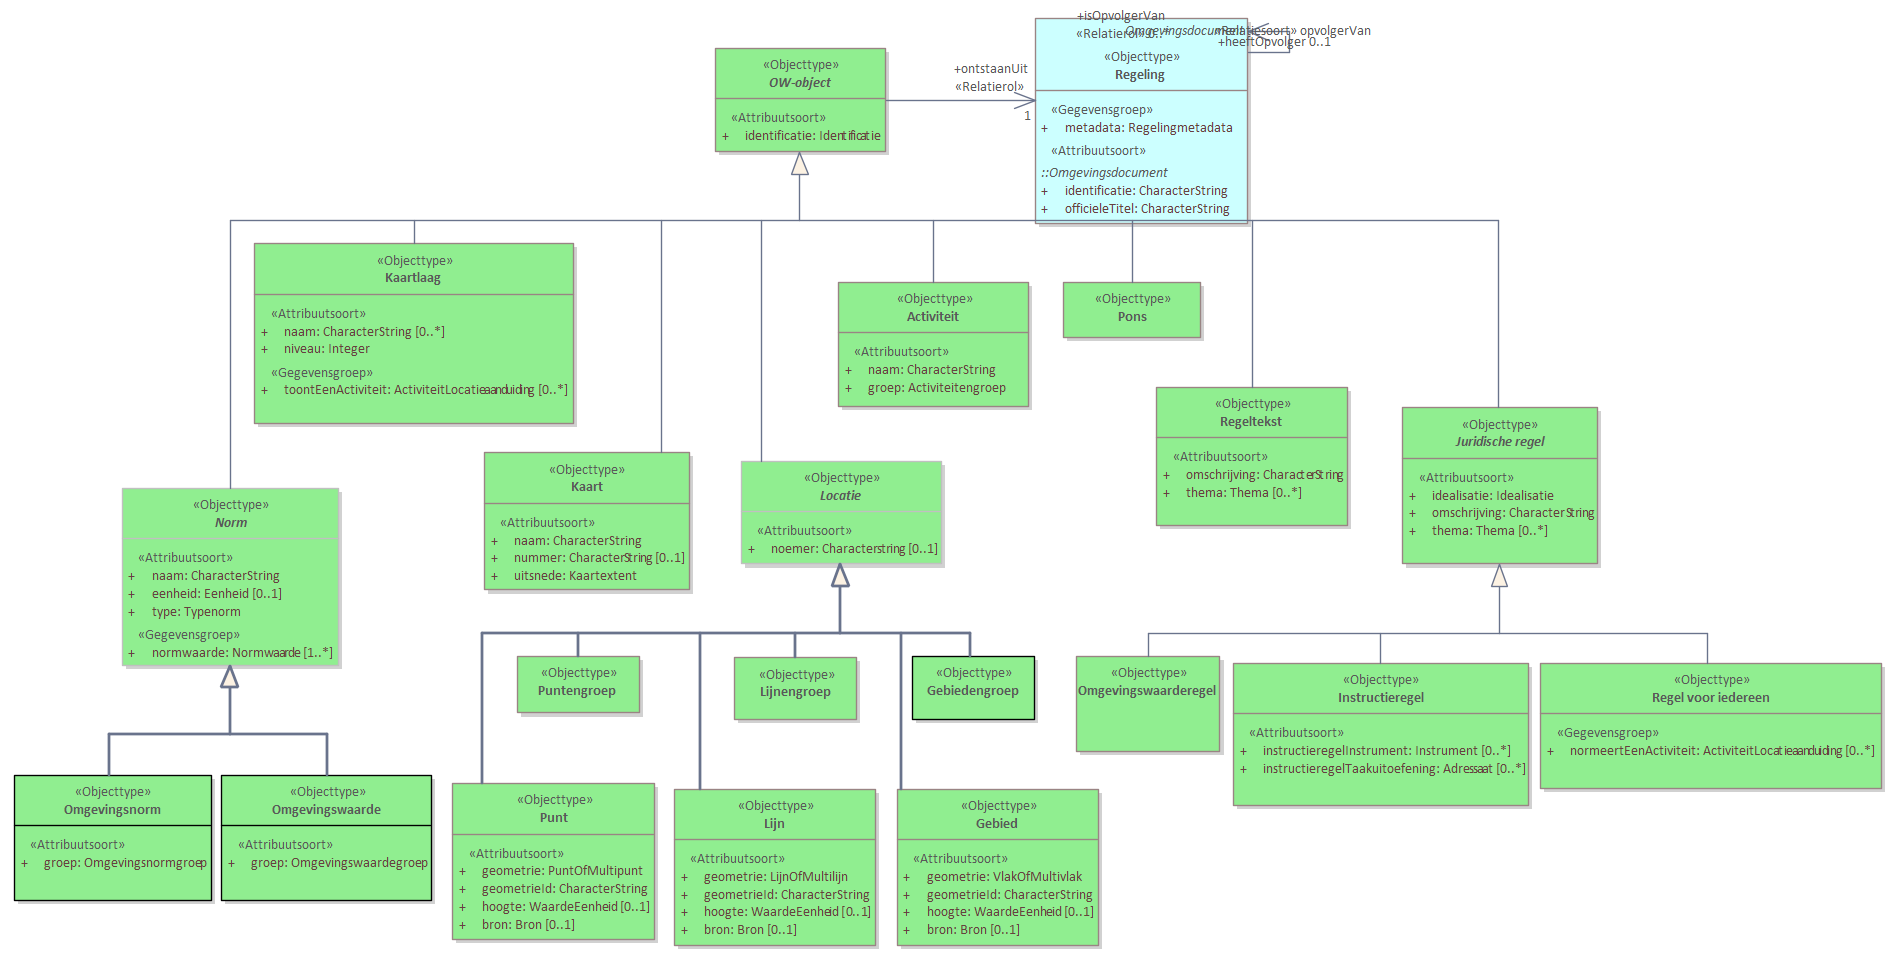 +isOpvolgerVan
«Relatierol» 0..*
Omgevingsdocument
«Relatiesoort» opvolgerVan
+heeftOpvolger 0..1
«Objecttype»
Regeling
«Gegevensgroep»
+ metadata: Regelingmetadata
«Attribuutsoort»
::Omgevingsdocument
+ identificatie: CharacterString
+ officieleTitel: CharacterString
«Objecttype»
OW-object
«Attribuutsoort»
+ identificatie: Identificatie
+ontstaanUit
«Relatierol»
1
«Objecttype»
Kaartlaag
«Attribuutsoort»
+ naam: CharacterString [0..*]
+ niveau: Integer
«Gegevensgroep»
+ toontEenActiviteit: ActiviteitLocatieaanduiding [0..*]
«Objecttype»
Activiteit
«Attribuutsoort»
+ naam: CharacterString
+ groep: Activiteitengroep
«Objecttype»
Pons
«Objecttype»
Regeltekst
«Attribuutsoort»
+ omschrijving: CharacterString
+ thema: Thema [0..*]
«Objecttype»
Juridische regel
«Attribuutsoort»
+ idealisatie: Idealisatie
+ omschrijving: CharacterString
+ thema: Thema [0..*]
«Objecttype»
Norm
«Attribuutsoort»
+ naam: CharacterString
+ eenheid: Eenheid [0..1]
+ type: Typenorm
«Gegevensgroep»
+ normwaarde: Normwaarde [1..*]
«Objecttype»
Kaart
«Attribuutsoort»
+ naam: CharacterString
+ nummer: CharacterString [0..1]
+ uitsnede: Kaartextent
«Objecttype»
Locatie
«Attribuutsoort»
+ noemer: Characterstring [0..1]
«Objecttype»
Puntengroep
«Objecttype»
Lijnengroep
«Objecttype»
Gebiedengroep
«Objecttype»
Omgevingswaarderegel
«Objecttype»
Instructieregel
«Attribuutsoort»
+ instructieregelInstrument: Instrument [0..*]
+ instructieregelTaakuitoefening: Adressaat [0..*]
«Objecttype»
Regel voor iedereen
«Gegevensgroep»
+ normeertEenActiviteit: ActiviteitLocatieaanduiding [0..*]
«Objecttype»
Omgevingsnorm
«Attribuutsoort»
+ groep: Omgevingsnormgroep
«Objecttype»
Omgevingswaarde
«Attribuutsoort»
+ groep: Omgevingswaardegroep
«Objecttype»
Punt
«Attribuutsoort»
+ geometrie: PuntOfMultipunt
+ geometrieId: CharacterString
+ hoogte: WaardeEenheid [0..1]
+ bron: Bron [0..1]
«Objecttype»
Lijn
«Attribuutsoort»
+ geometrie: LijnOfMultilijn
+ geometrieId: CharacterString
+ hoogte: WaardeEenheid [0..1]
+ bron: Bron [0..1]
«Objecttype»
Gebied
«Attribuutsoort»
+ geometrie: VlakOfMultivlak
+ geometrieId: CharacterString
+ hoogte: WaardeEenheid [0..1]
+ bron: Bron [0..1]